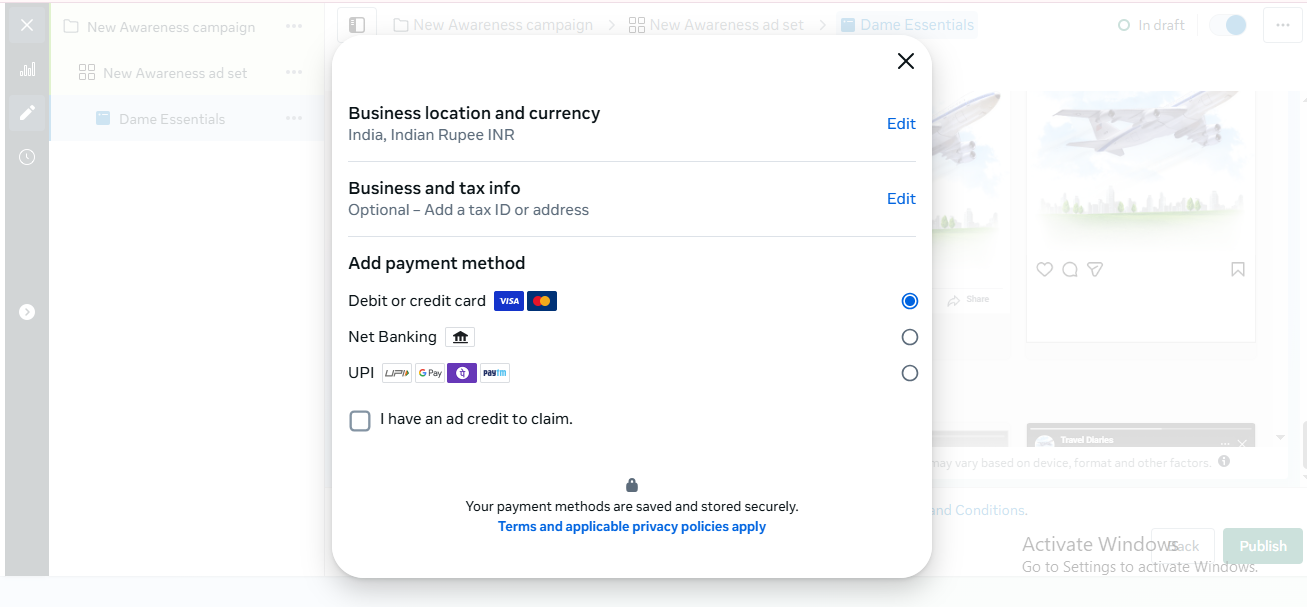 New Awareness campaign
New Awareness ad set
Dame Essentials
New Awareness campaign
New Awareness ad set
Dame Essentials
In draft
Business location and currency
India, Indian Rupee INR
Edit
Business and tax info
Optional – Add a tax ID or address
Edit
Add payment method
Debit or credit card VISA
Net Banking
UPI UPI G Pay paytm
I have an ad credit to claim.
Your payment methods are saved and stored securely.
Terms and applicable privacy policies apply
Share
Travel Diaries
may vary based on device, format and other factors.
and Conditions.
Back
Publish
Activate Windows
Go to Settings to activate Windows.